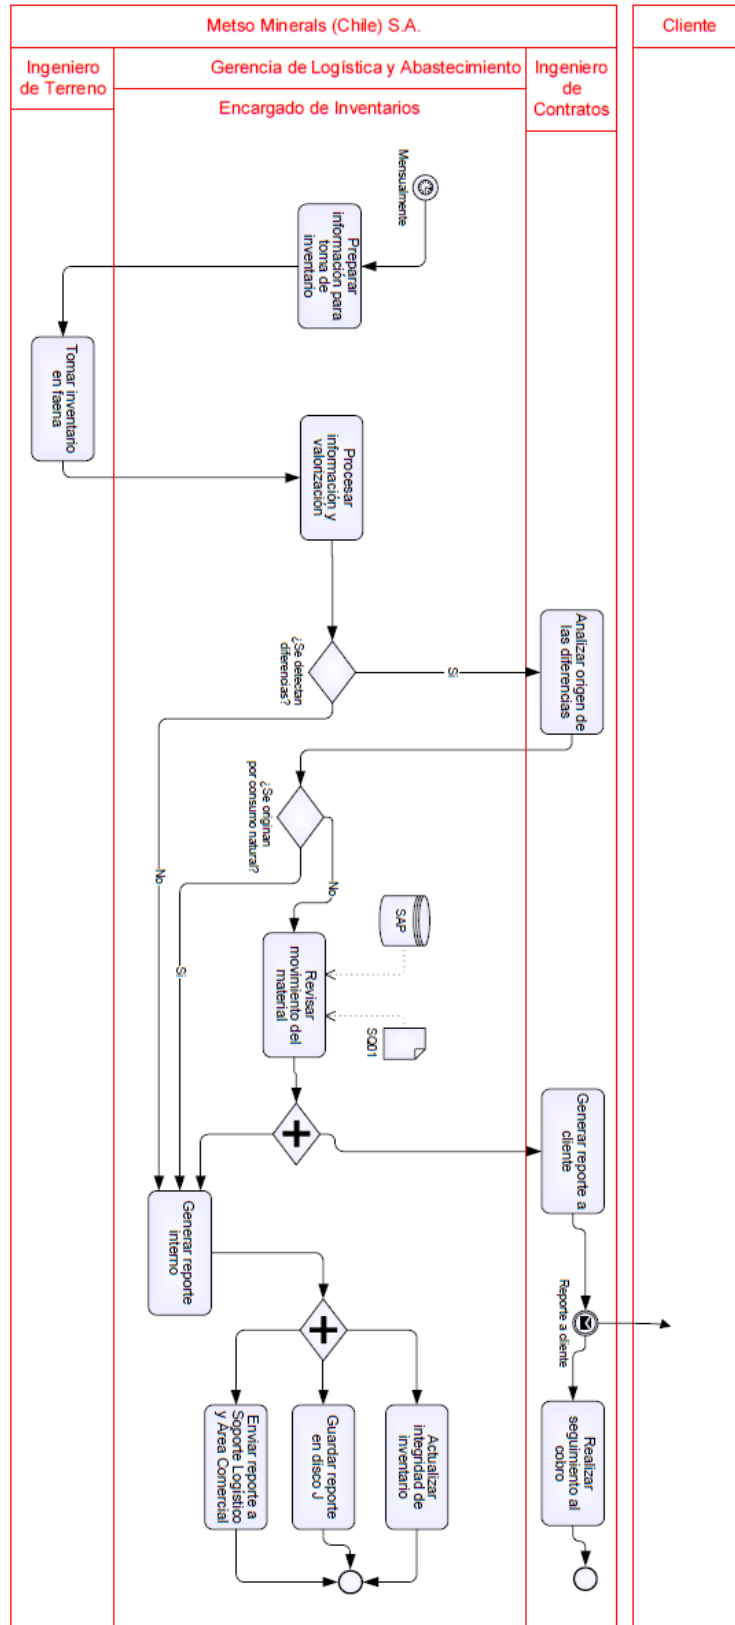 Metso Minerals (Chile) S.A.
Cliente
Ingeniero
de Terreno
Gerencia de Logística y Abastecimiento
Encargado de Inventarios
Ingeniero
de
Contratos
Mensualmente
Preparar
información para
toma de
inventario
Tomar inventario
en faena
Procesar
información y
valorización
¿Se detectan
diferencias?
Si
Analizar origen de
las diferencias
¿Se originan
por consumo natural?
No
No
Si
SAP
Revisar
movimiento del
material
SQ01
Generar reporte a
cliente
Generar reporte
interno
Reporte a cliente
Enviar reporte a
Soporte Logístico
y Area Comercial
Guardar reporte
en disco J
Actualizar
integridad de
inventario
Realizar
seguimiento al
cobro